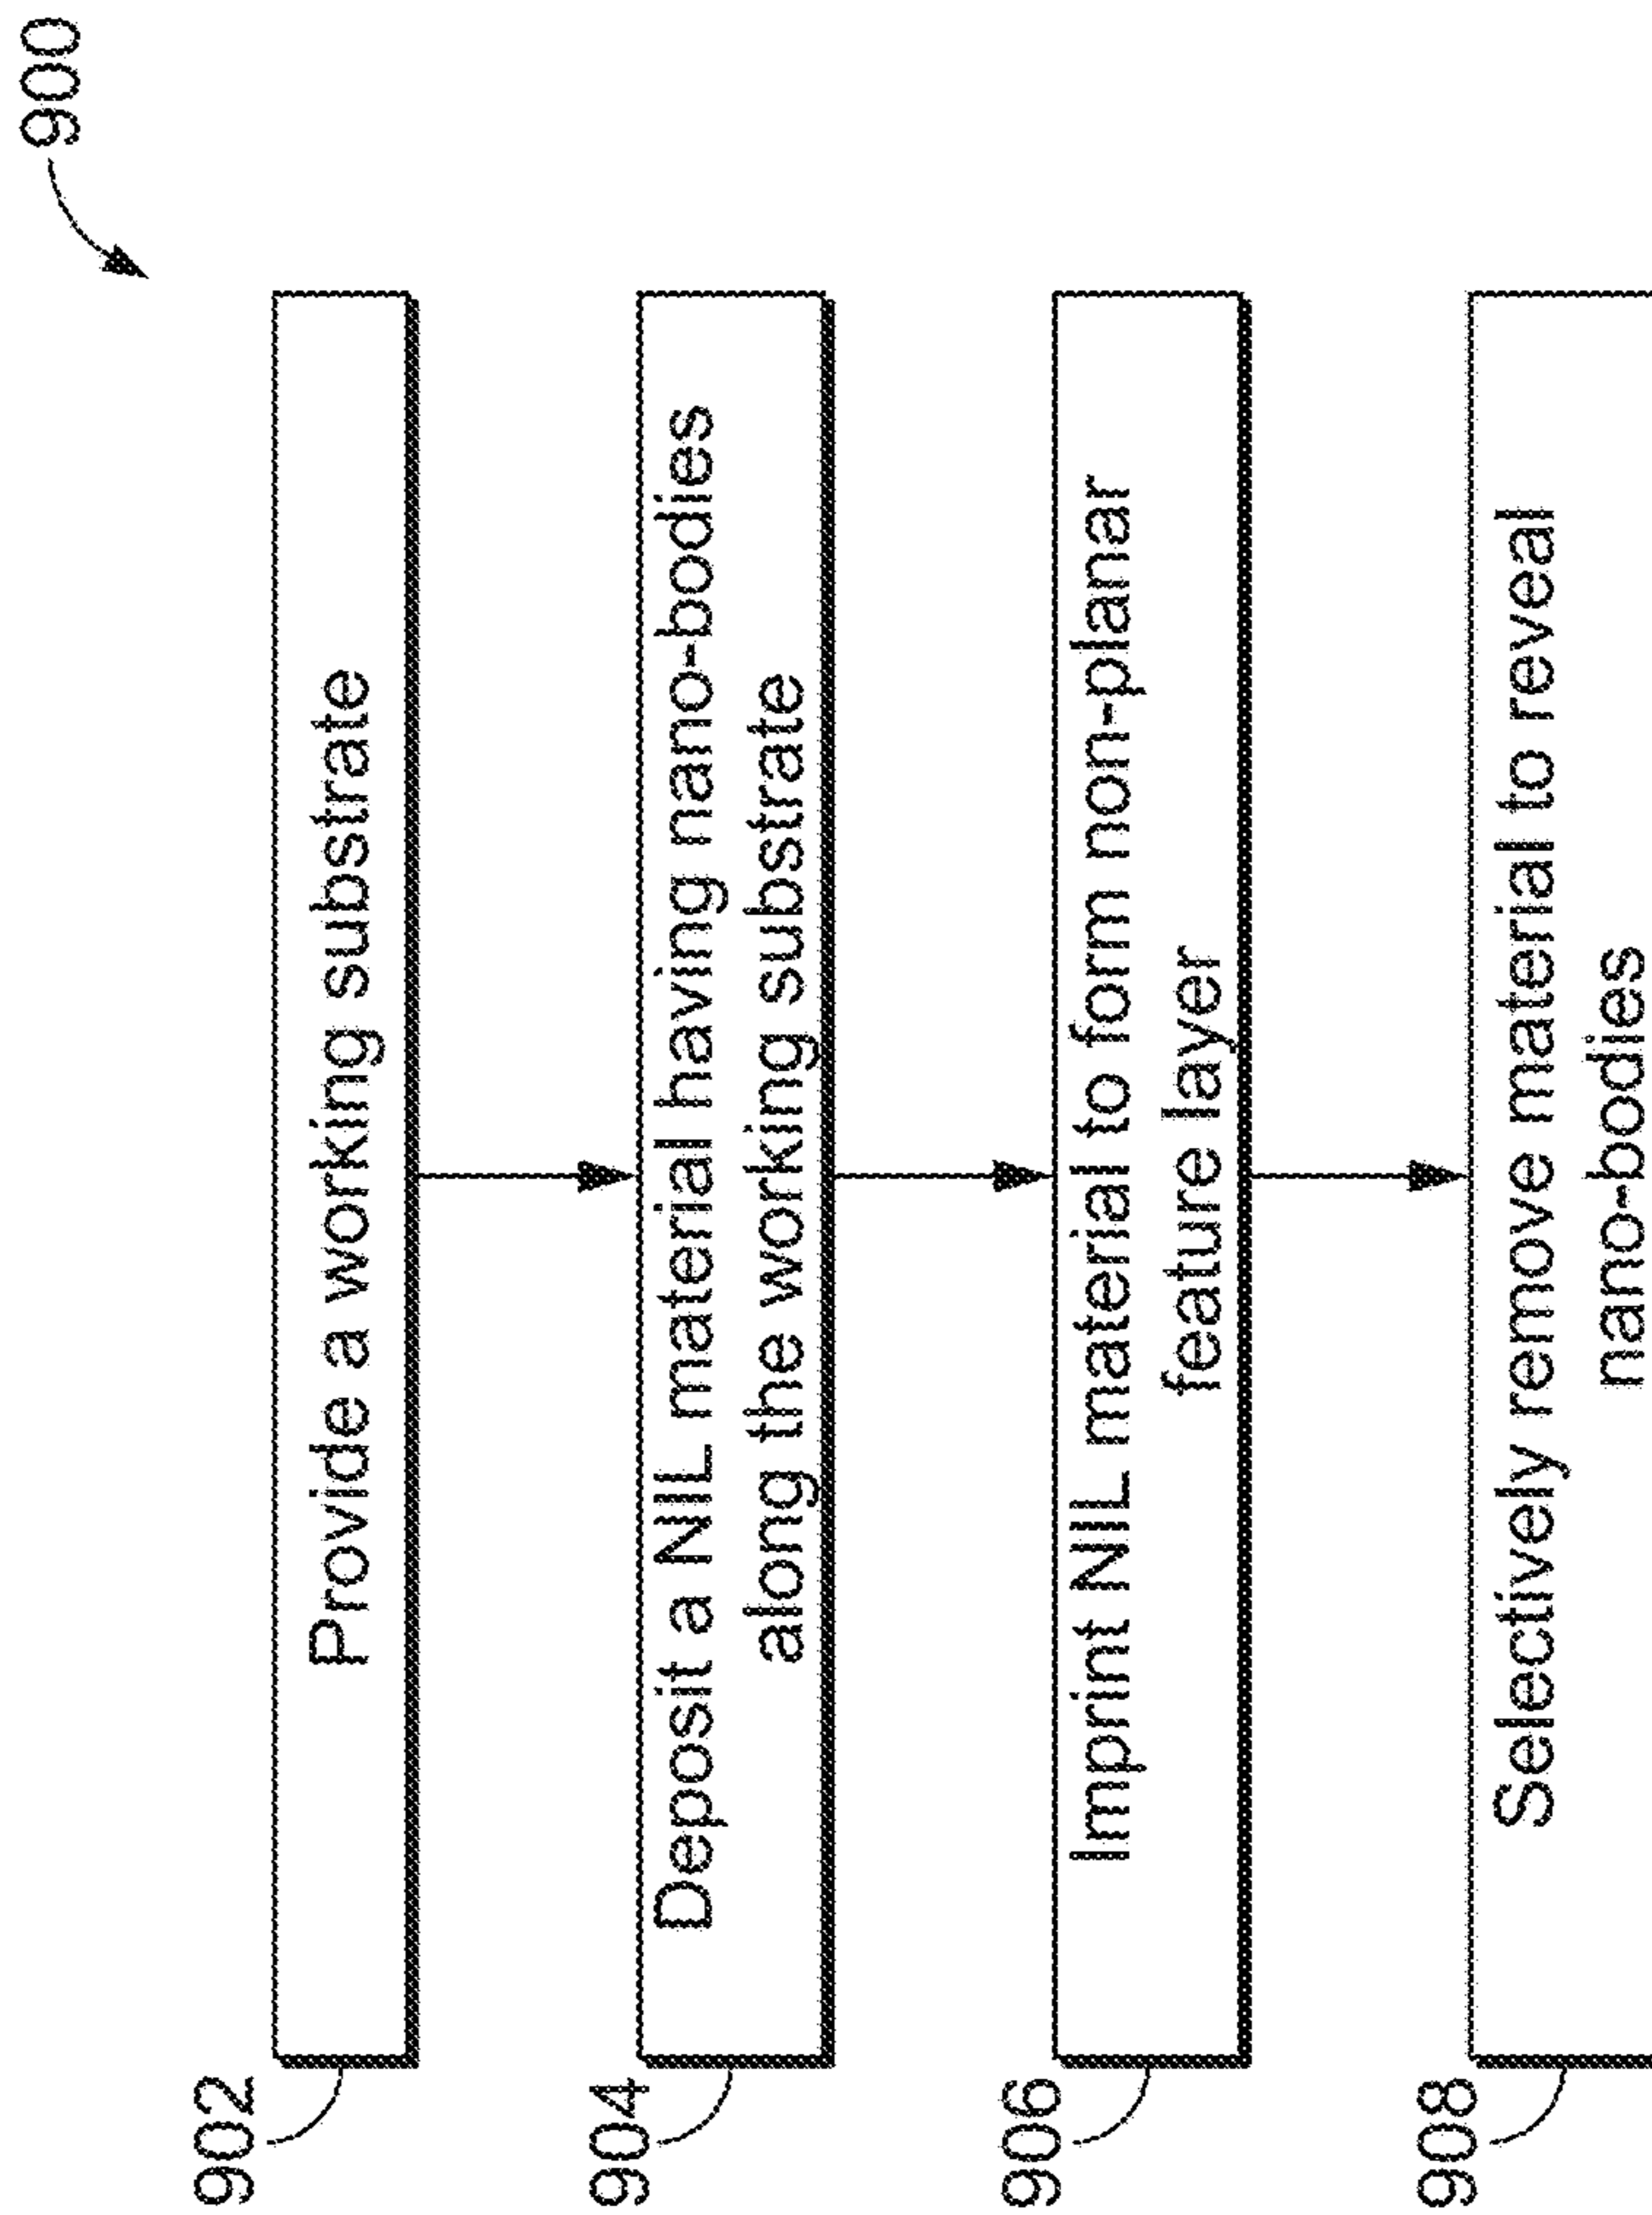 900
902
Provide a working substrate
904
Deposit a NIL material having nano-bodies
along the working substrate
906
Imprint NIL material to form non-planar
feature layer
908
Selectively remove material to reveal
nano-bodies